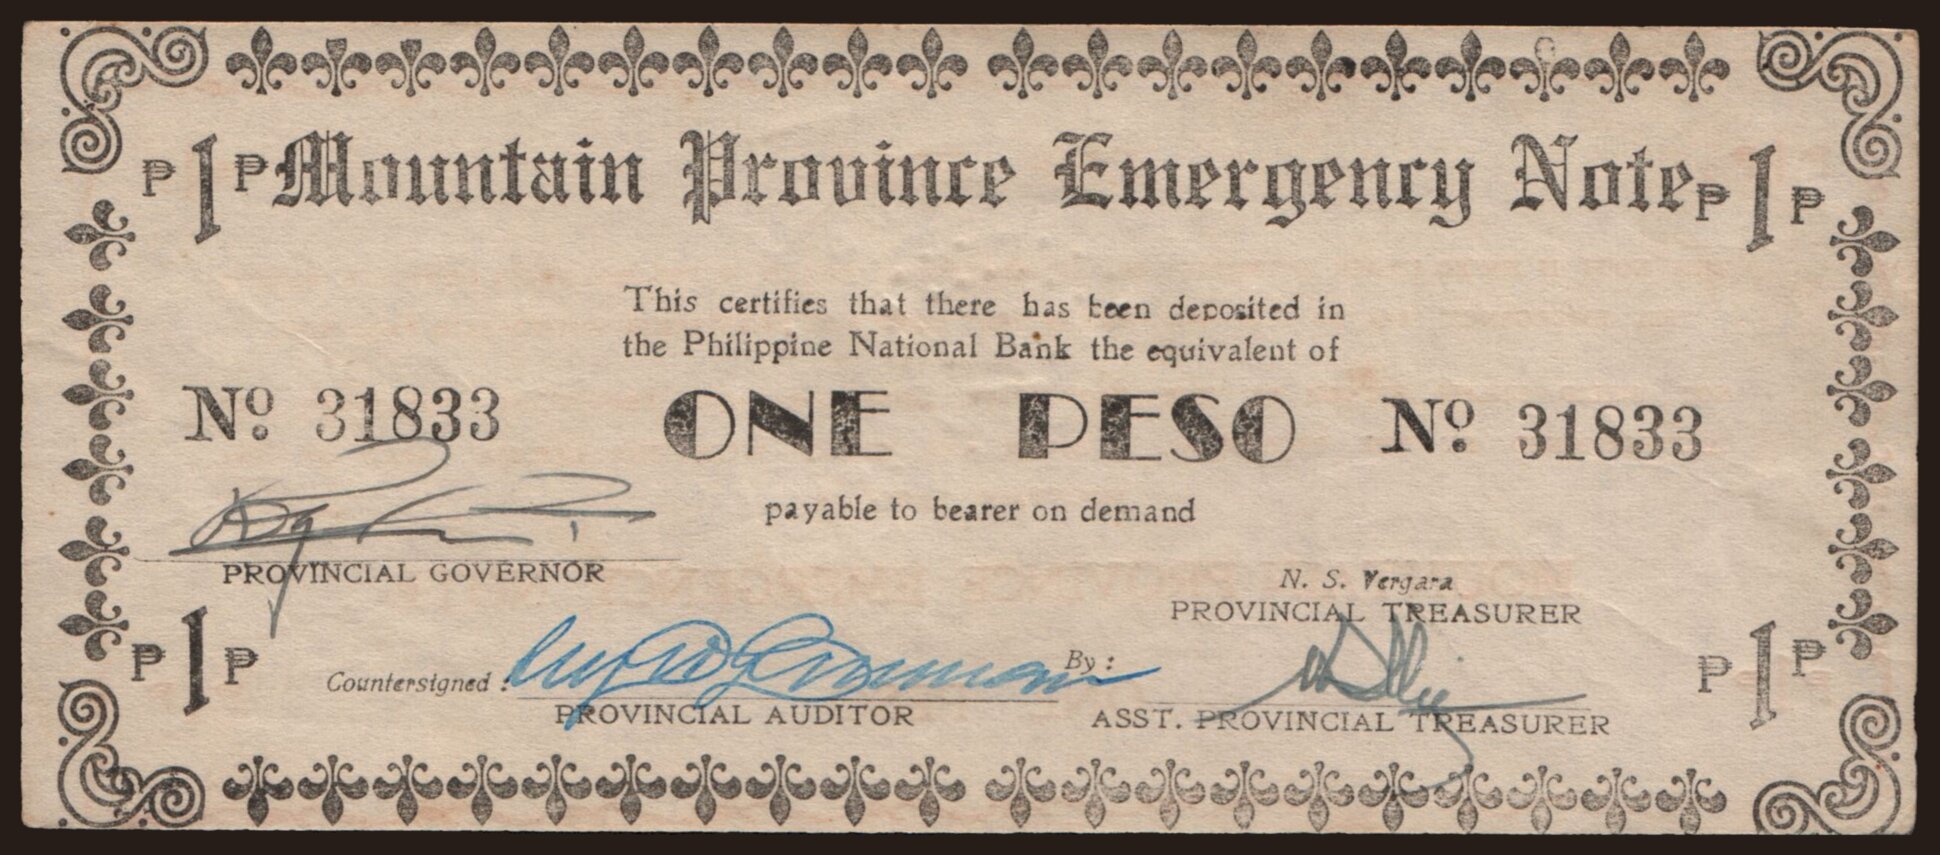 ₱ 1 ₱ Mountain Province Emergency Note ₱ 1 ₱
This certifies that there has been deposited in
the Philippine National Bank the equivalent of
Nº 31833 ONE PESO Nº 31833
payable to bearer on demand
PROVINCIAL GOVERNOR
N. S. Vergara
PROVINCIAL TREASURER
₱ 1 ₱ ₱ 1 ₱
Countersigned :
By :
PROVINCIAL AUDITOR
ASST. PROVINCIAL TREASURER